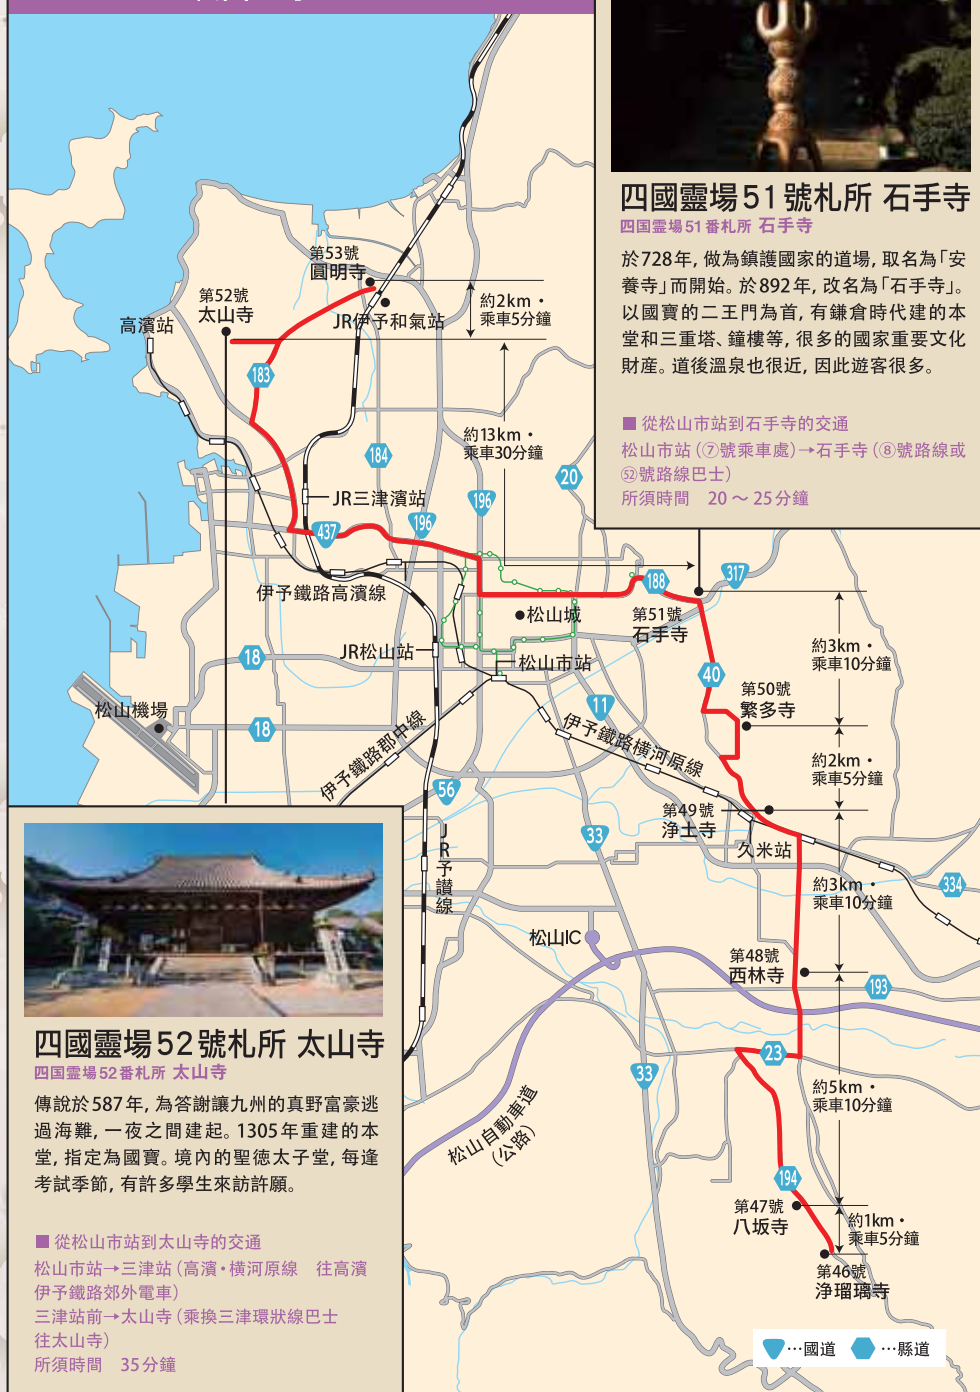 四國靈場51號札所 石手寺
四国霊場51番札所 石手寺
於728年, 做為鎮護國家的道場, 取名為「安
養寺」而開始。於892年, 改名為「石手寺」。
以國寶的二王門為首, 有鎌倉時代建的本
堂和三重塔、鐘樓等, 很多的國家重要文化
財産。道後溫泉也很近, 因此遊客很多。
■ 從松山市站到石手寺的交通
松山市站（⑦號乘車處）→石手寺（⑧號路線或
52號路線巴士）
所須時間　20 ～ 25分鐘
第53號
圓明寺
第52號
太山寺
高濱站
JR伊予和氣站
約2km・
乘車5分鐘
183
約13km・
乘車30分鐘
184
20
196
JR三津濱站
437
196
伊予鐵路高濱線
188
317
松山城
第51號
石手寺
JR松山站
松山市站
18
40
約3km・
乘車10分鐘
第50號
繁多寺
松山機場
18
11
伊予鐵路郡中線
伊予鐵路横河原線
約2km・
乘車5分鐘
56
第49號
浄土寺
33
久米站
JR予讃線
334
約3km・
乘車10分鐘
松山IC
第48號
西林寺
193
23
33
約5km・
乘車10分鐘
松山自動車道
（公路）
194
第47號
八坂寺
約1km・
乘車5分鐘
第46號
浄瑠璃寺
…國道
…縣道
四國靈場52號札所 太山寺
四国霊場52番札所 太山寺
傳說於587年, 為答謝讓九州的真野富豪逃
過海難, 一夜之間建起。1305年重建的本
堂, 指定為國寶。境內的聖徳太子堂, 每逢
考試季節, 有許多學生來訪許願。
■ 從松山市站到太山寺的交通
松山市站→三津站（高濱・横河原線　往高濱
伊予鐵路郊外電車）
三津站前→太山寺（乘換三津環狀線巴士
往太山寺）
所須時間　35分鐘